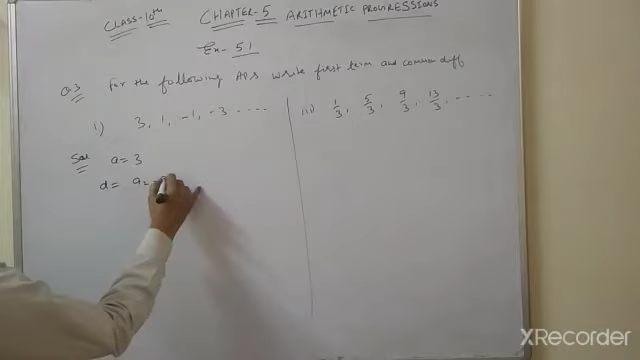 CLASS-10th CHAPTER-5 ARITHMETIC PROGRESSIONS
Ex- 5.1
Q.3 For the following APs write first term and common diff
i) 3, 1, -1, -3 .....
Sol a = 3
d = a2 -
iii) 1/3, 5/3, 9/3, 13/3, .....
XRecorder